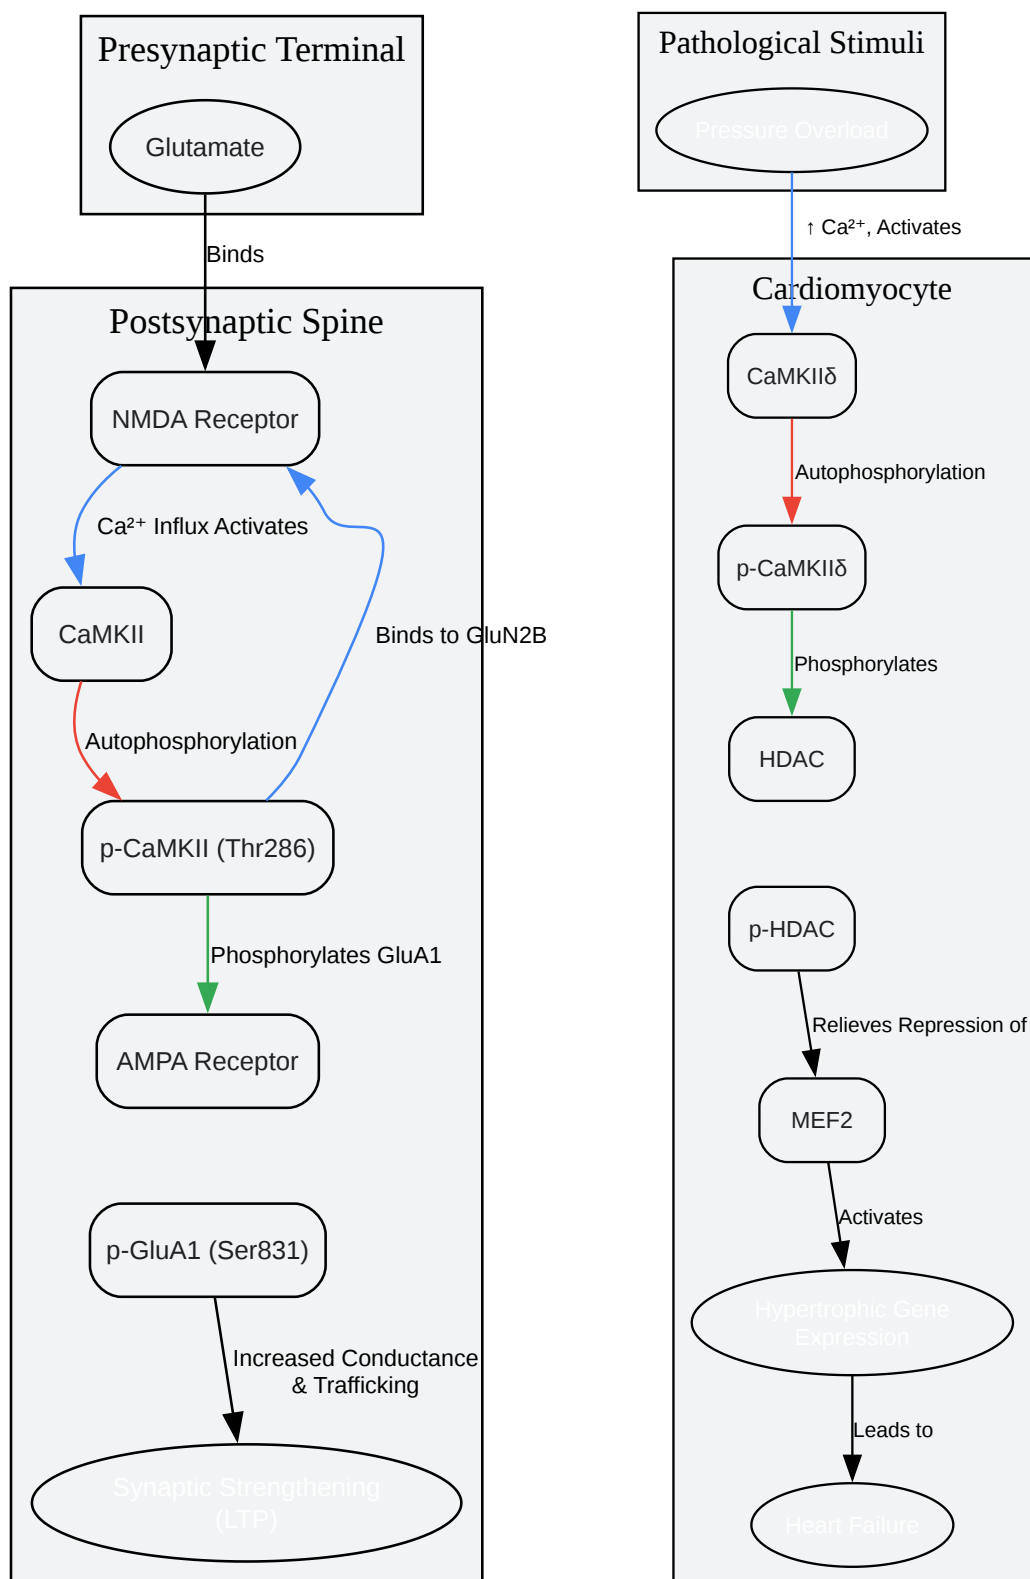 Presynaptic Terminal
Glutamate
Binds
Postsynaptic Spine
NMDA Receptor
Ca²⁺ Influx Activates
CaMKII
Binds to GluN2B
Autophosphorylation
p-CaMKII (Thr286)
Phosphorylates GluA1
AMPA Receptor
p-GluA1 (Ser831)
Increased Conductance
& Trafficking
Synaptic Strengthening
(LTP)
Pathological Stimuli
Pressure Overload
↑ Ca²⁺, Activates
Cardiomyocyte
CaMKIIδ
Autophosphorylation
p-CaMKIIδ
Phosphorylates
HDAC
p-HDAC
Relieves Repression of
MEF2
Activates
Hypertrophic Gene
Expression
Leads to
Heart Failure